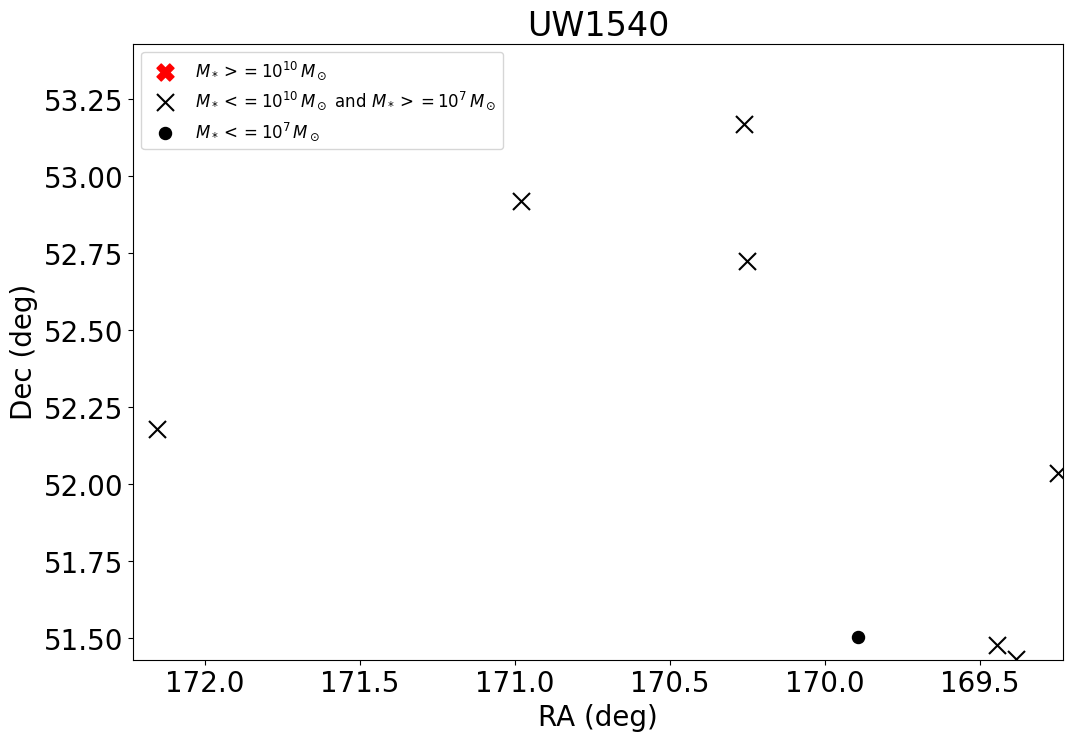 UW1540
M* >= 10^10 M⊙
M* <= 10^10 M⊙ and M* >= 10^7 M⊙
M* <= 10^7 M⊙
53.25
53.00
52.75
52.50
52.25
52.00
51.75
51.50
Dec (deg)
172.0 171.5 171.0 170.5 170.0 169.5
RA (deg)